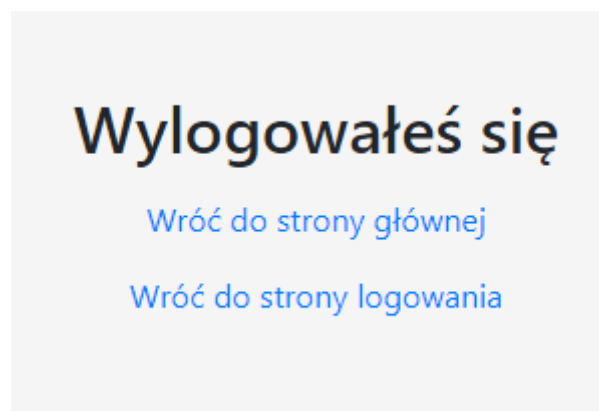 Wylogowałeś się
Wróć do strony głównej
Wróć do strony logowania